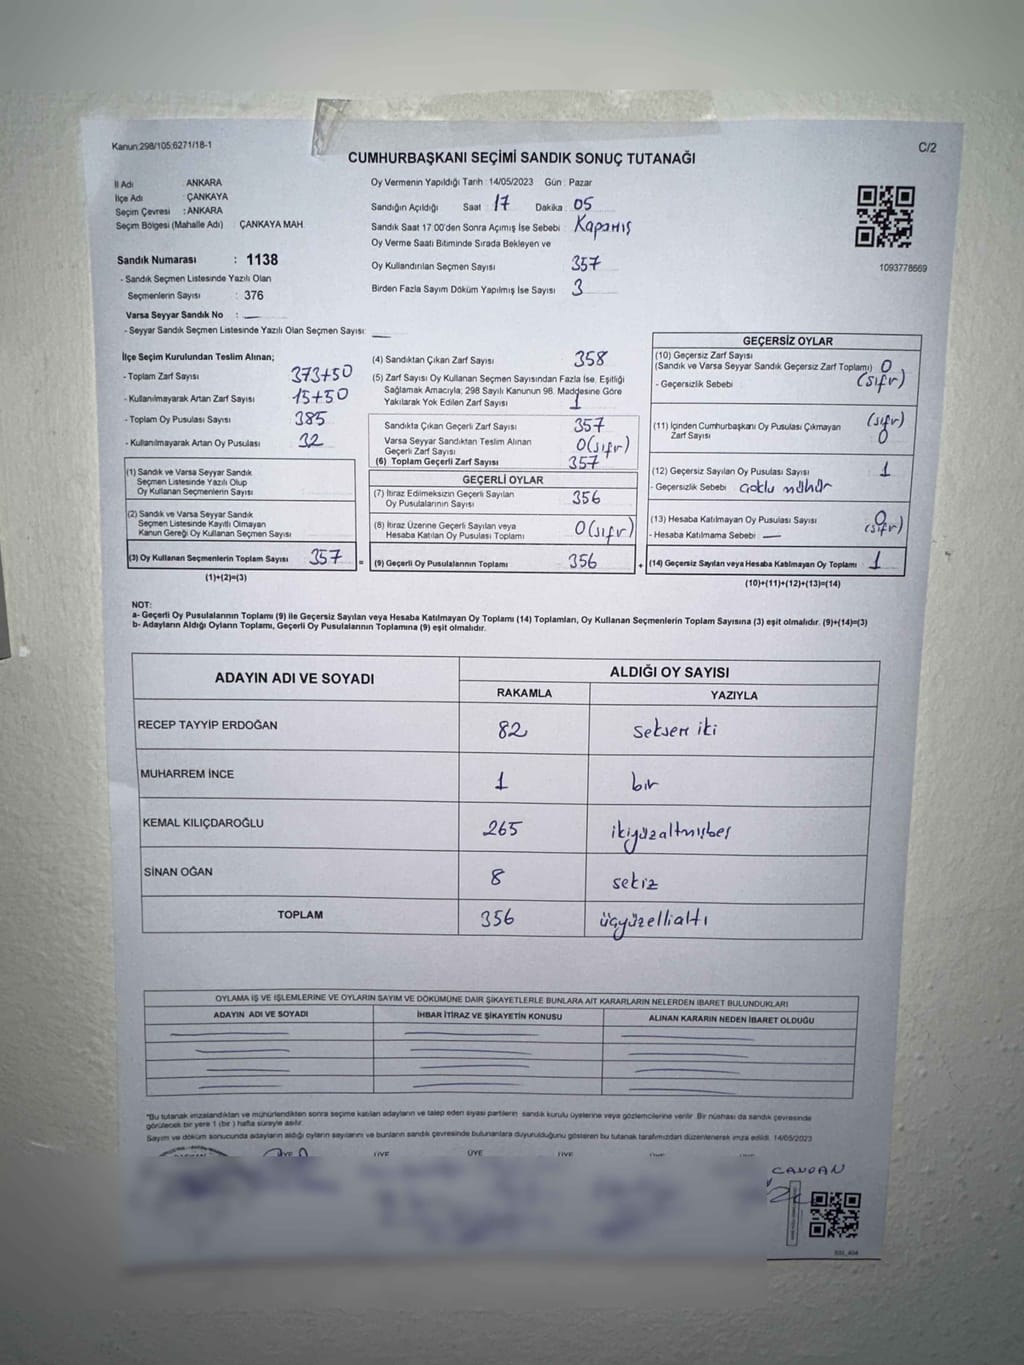 Kanun:298/105;6271/18-1
C/2
CUMHURBAŞKANI SEÇİMİ SANDIK SONUÇ TUTANAĞI
İl Adı : ANKARA
İlçe Adı : ÇANKAYA
Seçim Çevresi : ANKARA
Seçim Bölgesi (Mahalle Adı) ÇANKAYA MAH
Sandık Numarası : 1138
- Sandık Seçmen Listesinde Yazılı Olan
Seçmenlerin Sayısı : 376
Varsa Seyyar Sandık No :
- Seyyar Sandık Seçmen Listesinde Yazılı Olan Seçmen Sayısı:
Oy Vermenin Yapıldığı Tarih : 14/05/2023 Gün : Pazar
Sandığın Açıldığı Saat : 17 Dakika : 05
Sandık Saat 17 00'den Sonra Açımış İse Sebebi : Kapanış
Oy Verme Saati Bitiminde Sırada Bekleyen ve
Oy Kullandırılan Seçmen Sayısı 357
Birden Fazla Sayım Döküm Yapılmış İse Sayısı 3
1093778669
İlçe Seçim Kurulundan Teslim Alınan;
- Toplam Zarf Sayısı 373+50
- Kullanılmayarak Artan Zarf Sayısı 15+50
- Toplam Oy Pusulası Sayısı 385
- Kullanılmayarak Artan Oy Pusulası 32
(1) Sandık ve Varsa Seyyar Sandık
Seçmen Listesinde Yazılı Olup
Oy Kullanan Seçmenlerin Sayısı
(2) Sandık ve Varsa Seyyar Sandık
Seçmen Listesinde Kayıtlı Olmayan
Kanun Gereği Oy Kullanan Seçmen Sayısı
(3) Oy Kullanan Seçmenlerin Toplam Sayısı 357
(1)+(2)=(3)
=
(4) Sandıktan Çıkan Zarf Sayısı 358
(5) Zarf Sayısı Oy Kullanan Seçmen Sayısından Fazla İse, Eşitliği
Sağlamak Amacıyla; 298 Sayılı Kanunun 98. Maddesine Göre
Yakılarak Yok Edilen Zarf Sayısı 1
Sandıkta Çıkan Geçerli Zarf Sayısı 357
Varsa Seyyar Sandıktan Teslim Alınan
Geçerli Zarf Sayısı 0(sıfır)
(6) Toplam Geçerli Zarf Sayısı 357
GEÇERLİ OYLAR
(7) İtiraz Edilmeksizin Geçerli Sayılan
Oy Pusulalarının Sayısı 356
(8) İtiraz Üzerine Geçerli Sayılan veya
Hesaba Katılan Oy Pusulası Toplamı 0(sıfır)
(9) Geçerli Oy Pusulalarının Toplamı 356
+
GEÇERSİZ OYLAR
(10) Geçersiz Zarf Sayısı
(Sandık ve Varsa Seyyar Sandık Geçersiz Zarf Toplamı) 0
- Geçersizlik Sebebi (sıfır)
(11) İçinden Cumhurbaşkanı Oy Pusulası Çıkmayan
Zarf Sayısı (sıfır) 0
(12) Geçersiz Sayılan Oy Pusulası Sayısı 1
- Geçersizlik Sebebi çoklu mühür
(13) Hesaba Katılmayan Oy Pusulası Sayısı 0
- Hesaba Katılmama Sebebi (sıfır)
(14) Geçersiz Sayılan veya Hesaba Katılmayan Oy Toplamı 1
(10)+(11)+(12)+(13)=(14)
NOT:
a- Geçerli Oy Pusulalarının Toplamı (9) ile Geçersiz Sayılan veya Hesaba Katılmayan Oy Toplamı (14) Toplamları, Oy Kullanan Seçmenlerin Toplam Sayısına (3) eşit olmalıdır. (9)+(14)=(3)
b- Adayların Aldığı Oyların Toplamı, Geçerli Oy Pusulalarının Toplamına (9) eşit olmalıdır.
ADAYIN ADI VE SOYADI
ALDIĞI OY SAYISI
RAKAMLA YAZIYLA
RECEP TAYYİP ERDOĞAN 82 seksen iki
MUHARREM İNCE 1 bir
KEMAL KILIÇDAROĞLU 265 ikiyüzaltmışbeş
SİNAN OĞAN 8 sekiz
TOPLAM 356 üçyüzellialtı
OYLAMA İŞ VE İŞLEMLERİNE VE OYLARIN SAYIM VE DÖKÜMÜNE DAİR ŞİKAYETLERLE BUNLARA AİT KARARLARIN NELERDEN İBARET BULUNDUKLARI
ADAYIN ADI VE SOYADI İHBAR İTİRAZ VE ŞİKAYETİN KONUSU ALINAN KARARIN NEDEN İBARET OLDUĞU
"Bu tutanak imzalandıktan ve mühürlendikten sonra seçime katılan adayların ve talep eden siyasi partilerin sandık kurulu üyelerine veya gözlemcilerine verilir. Bir nüshası da sandık çevresinde
görülecek bir yere 1 (bir ) hafta süreyle asılır.
Sayım ve döküm sonucunda adayların aldığı oyların sayılarını ve bunların sandık çevresinde bulunanlara duyurulduğunu gösteren bu tutanak tarafımızdan düzenlenerek imza edildi. 14/05/2023
ÜYE ÜYE ÜYE ÜYE
CANDAN